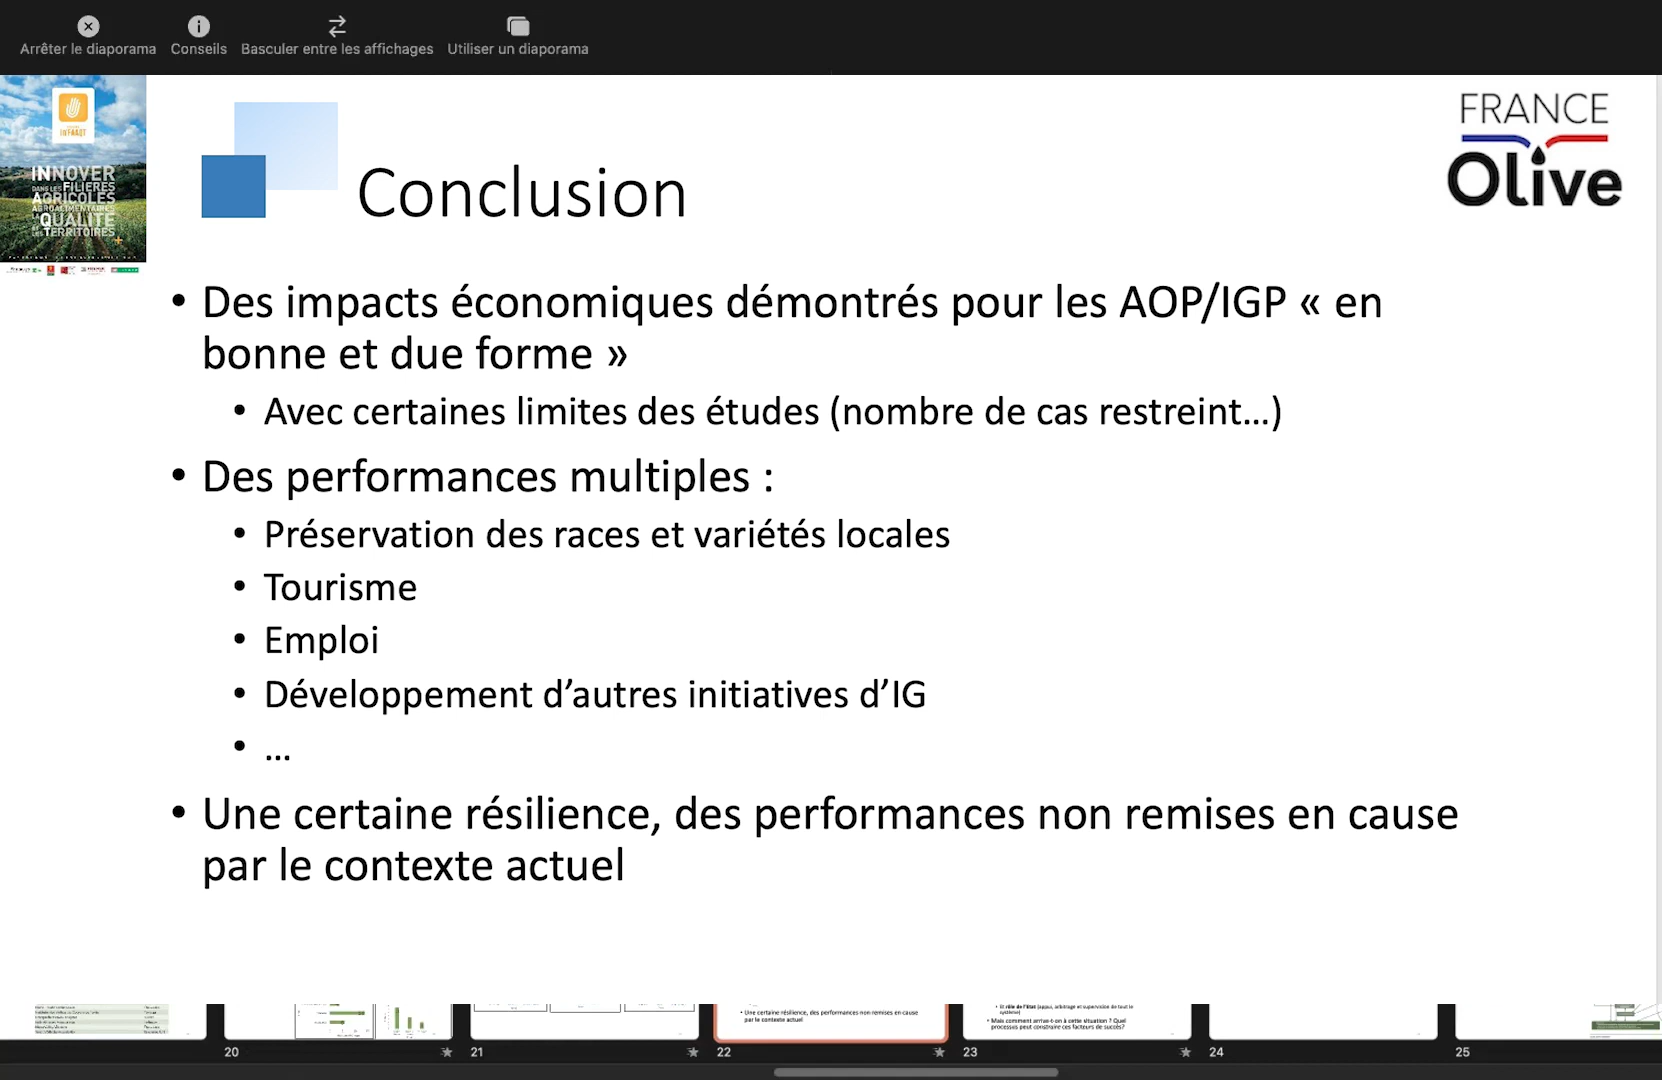 Arrêter le diaporama
Conseils
Basculer entre les affichages
Utiliser un diaporama
INNOVER
DANS LES FILIÈRES
AGRICOLES
AGROALIMENTAIRES
LA QUALITÉ
ET LES TERRITOIRES
FRANCE
Olive
Conclusion
• Des impacts économiques démontrés pour les AOP/IGP « en
bonne et due forme »
• Avec certaines limites des études (nombre de cas restreint…)
• Des performances multiples :
• Préservation des races et variétés locales
• Tourisme
• Emploi
• Développement d’autres initiatives d’IG
• …
• Une certaine résilience, des performances non remises en cause
par le contexte actuel
• Une certaine résilience, des performances non remises en cause
par le contexte actuel
• El rôle de l'Etat (appui, arbitrage et supervision de tout le
système)
• Mais comment arrive-t-on à cette situation ? Quel
processus peut construire ces facteurs de succès?
20
21
22
23
24
25